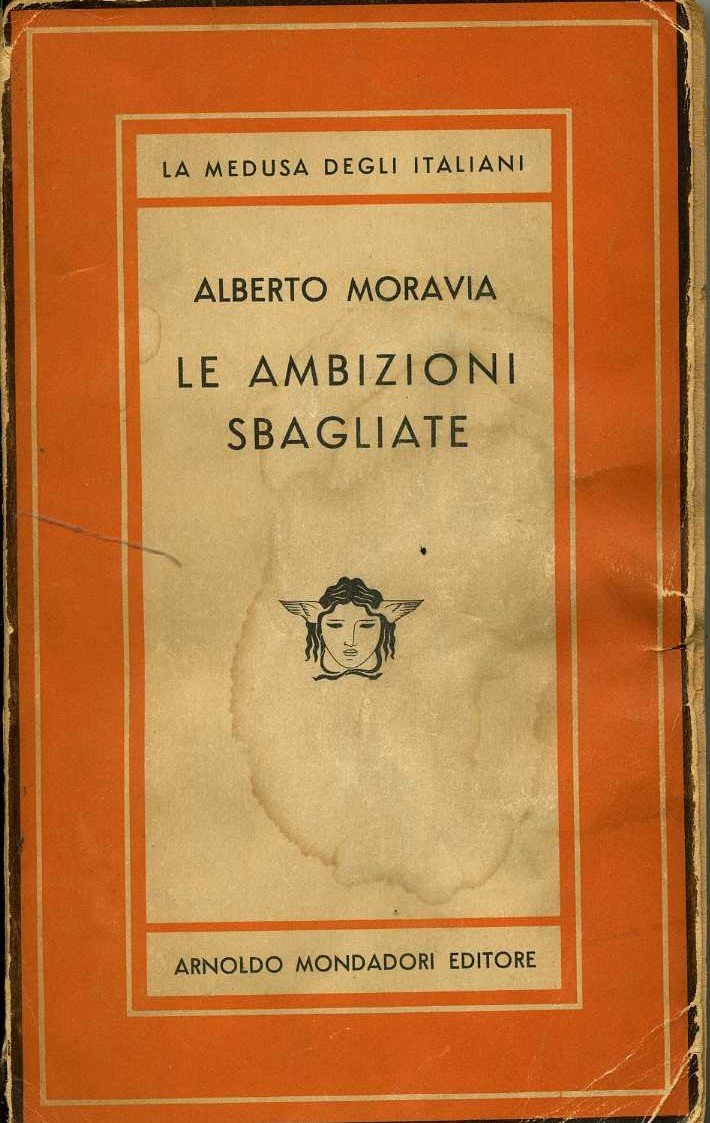 LA MEDUSA DEGLI ITALIANI
ALBERTO MORAVIA
LE AMBIZIONI
SBAGLIATE
ARNOLDO MONDADORI EDITORE